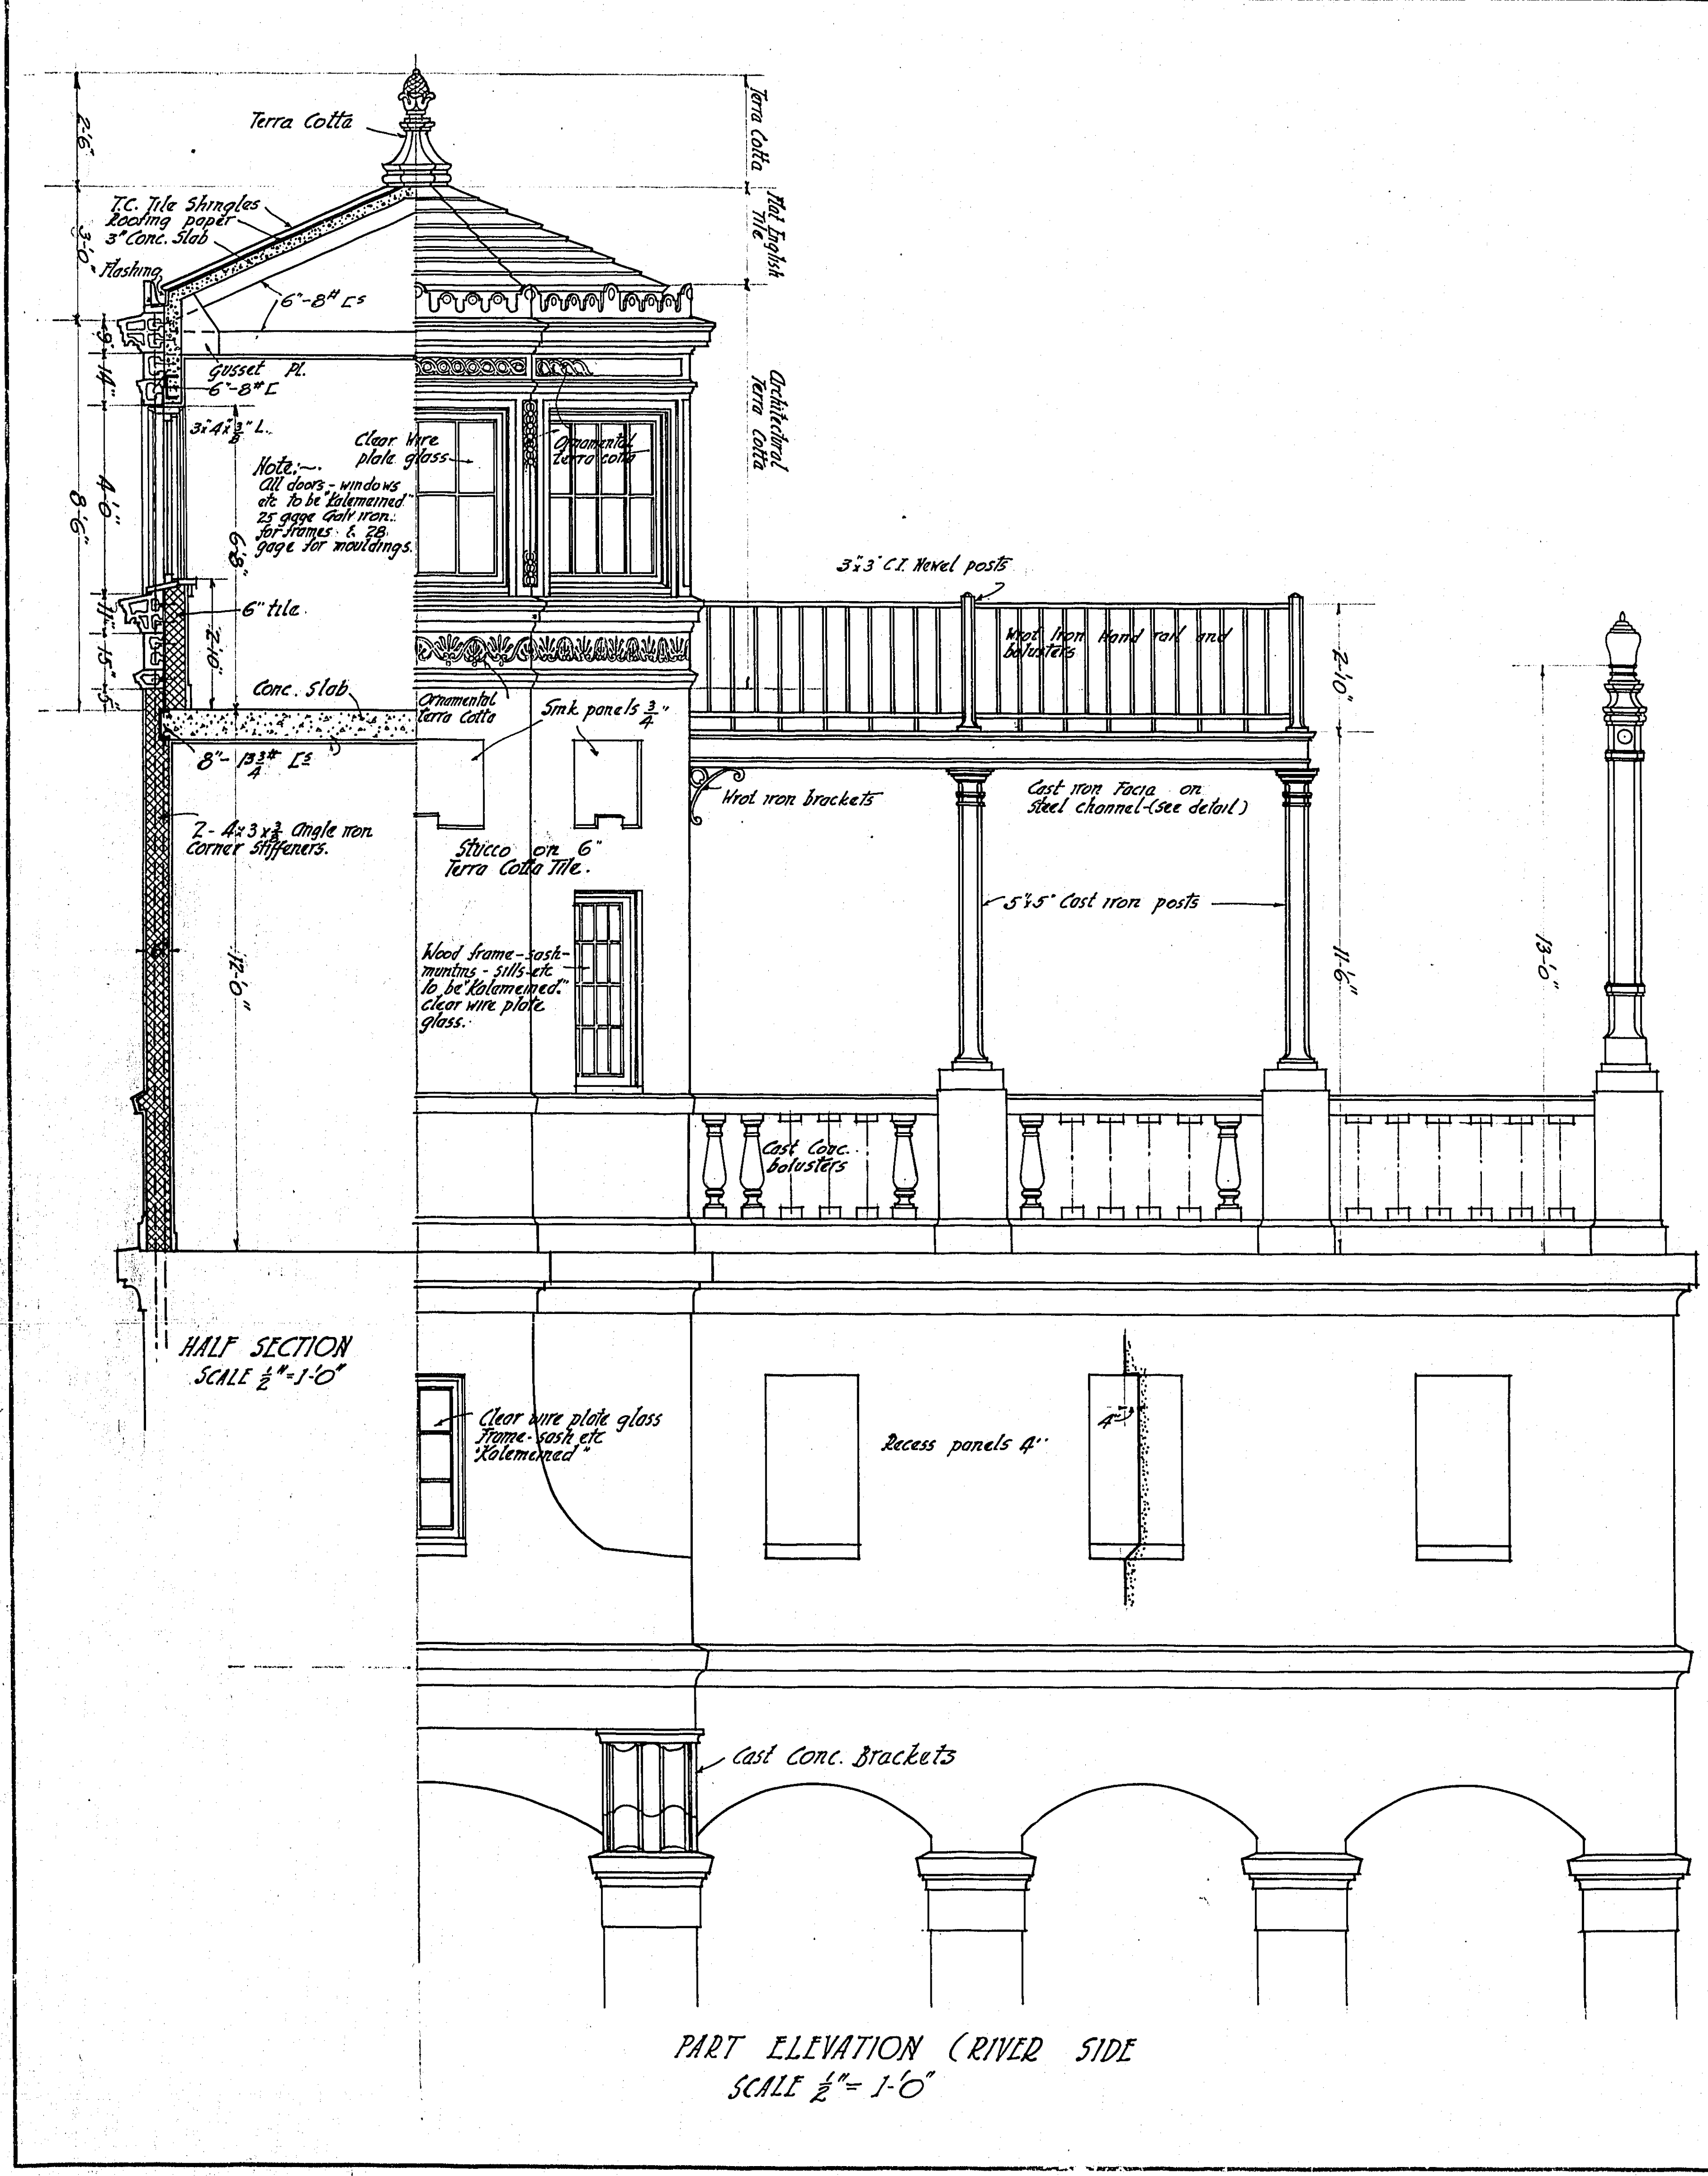 Terra Cotta
2'-6"
Terra Cotta
T.C. Tile Shingles
Roofing paper
3" Conc. Slab
Flashing
3'-0"
Flat English
Tile
6"-8# [s
Gusset Pl.
6"-8# [
9"
14"
3"x4"x3/8" L.
Architectural
Terra Cotta
Clear Wire
plate glass
Ornamental
terra cotta
Note:~.
All doors - windows
etc to be "Kalemeined"
25 gage Galv iron.
for frames & 28
gage for mouldings.
4'-0"
8'-6"
6'-8"
3"x3" C.I. Newel posts
6" tile.
11"
15"
5"
2'-10"
Wrot Iron Hand rail and
balusters
2'-10"
Conc. Slab
Ornamental
terra Cotta
Smk panels 3/4"
8"-13 3/4# [s
Wrot iron brackets
Cast iron Facia on
Steel channel-(see detail)
2 - 4x3x3/8 Angle iron
Corner Stiffeners.
Stucco on 6"
Terra Cotta Tile.
5"x5" Cast iron posts
Wood frame-sash-
muntins - sills-etc
to be "Kalameined."
clear wire plate
glass.
12'-0"
11'-6"
13'-0"
Cast Conc.
balusters
HALF SECTION
SCALE 1/2"=1'-0"
Clear wire plate glass
Frame-sash etc
"Kalemeined"
Recess panels 4"
4"
Cast Conc. Brackets
PART ELEVATION (RIVER SIDE
SCALE 1/2"= 1'-0"